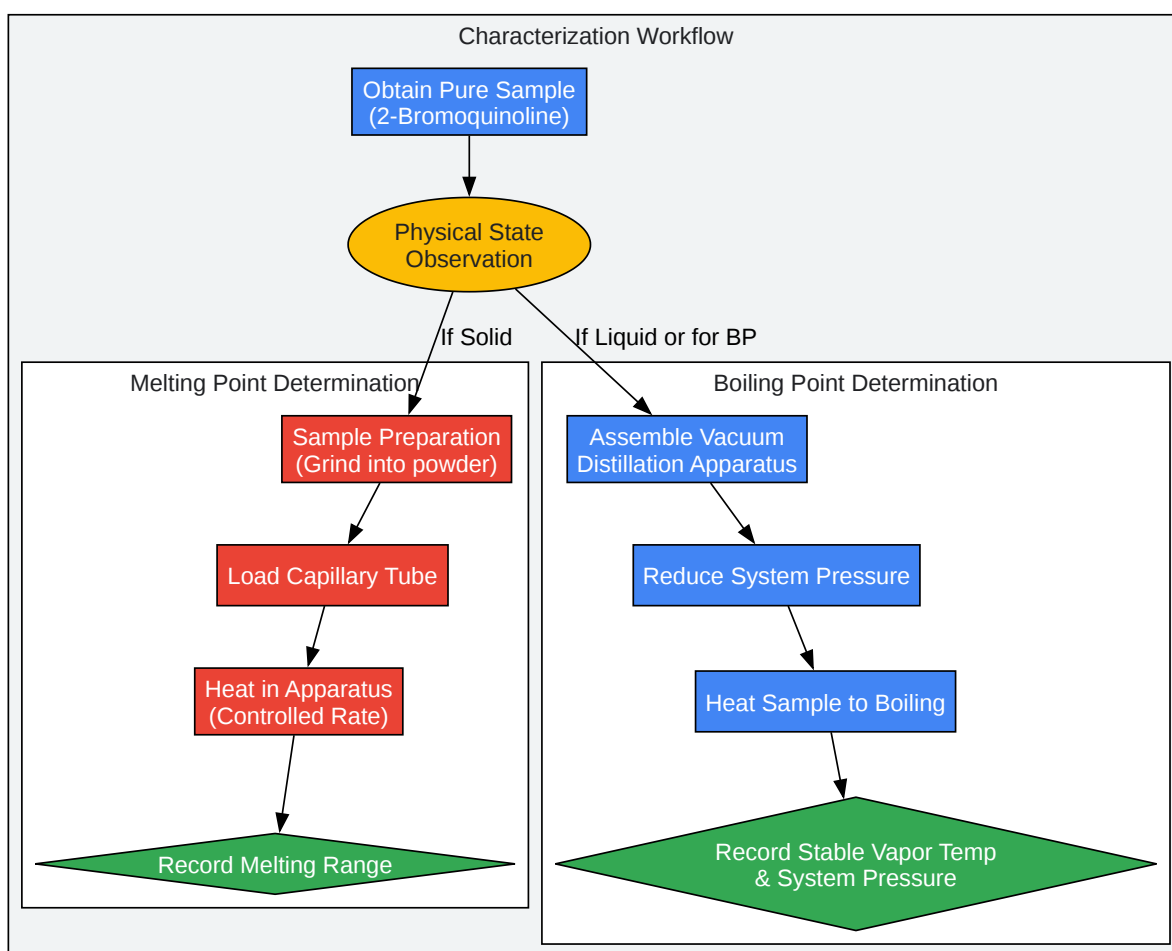 Characterization Workflow
Obtain Pure Sample
(2-Bromoquinoline)
Physical State
Observation
If Solid
If Liquid or for BP
Melting Point Determination
Sample Preparation
(Grind into powder)
Load Capillary Tube
Heat in Apparatus
(Controlled Rate)
Record Melting Range
Boiling Point Determination
Assemble Vacuum
Distillation Apparatus
Reduce System Pressure
Heat Sample to Boiling
Record Stable Vapor Temp
& System Pressure